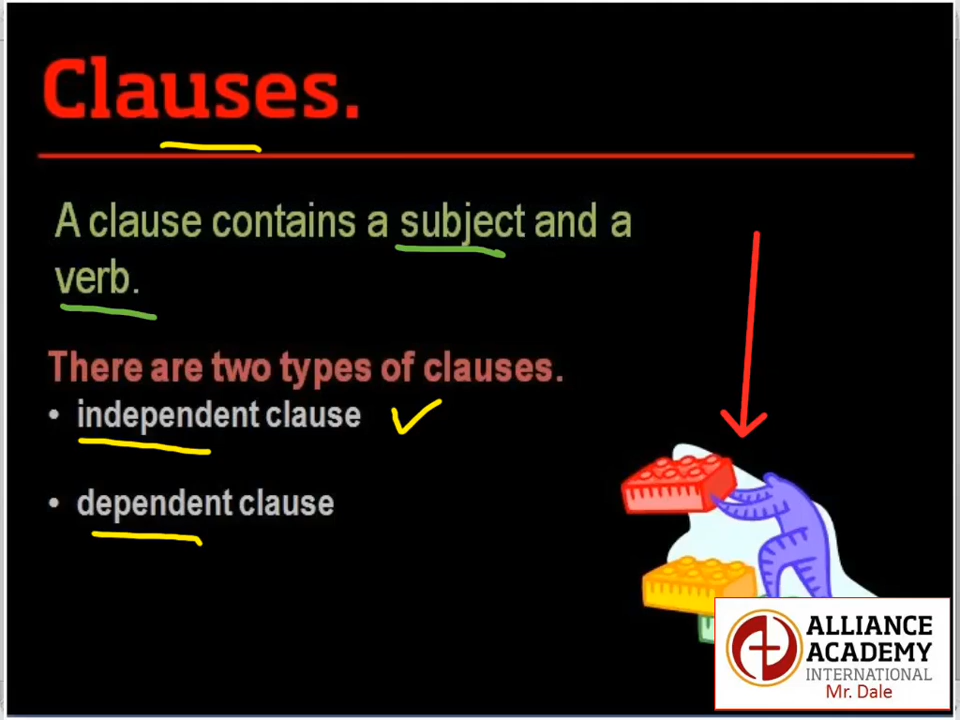 Clauses.
A clause contains a subject and a
verb.
There are two types of clauses.
• independent clause
• dependent clause
ALLIANCE
ACADEMY
INTERNATIONAL
Mr. Dale